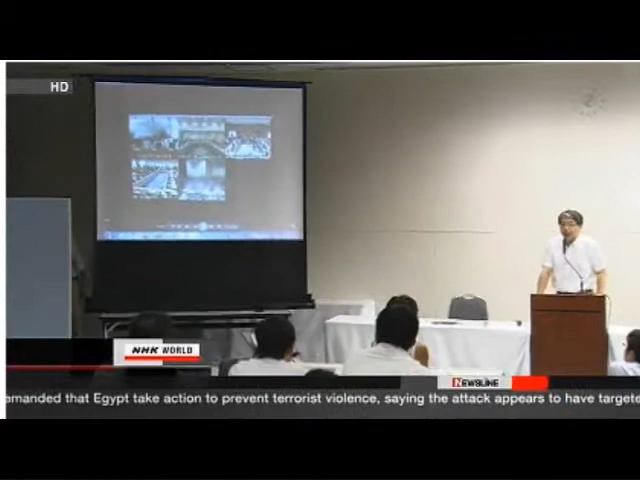 HD
NHK WORLD
NEWSLINE
emanded that Egypt take action to prevent terrorist violence, saying the attack appears to have targete